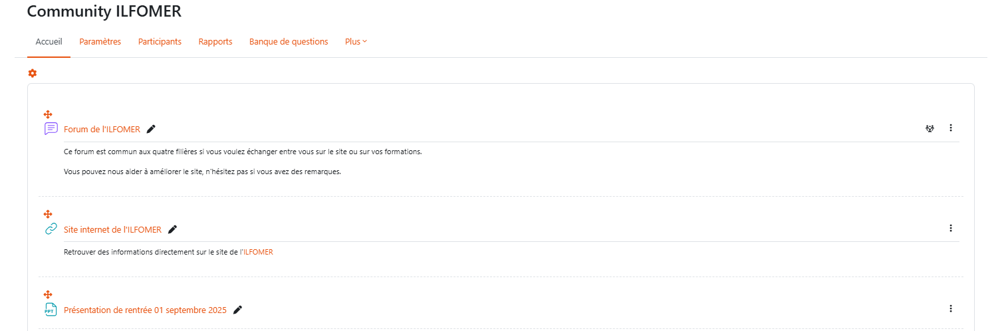 Community ILFOMER
Accueil Paramètres Participants Rapports Banque de questions Plus
Forum de l'ILFOMER
Ce forum est commun aux quatre filières si vous voulez échanger entre vous sur le site ou sur vos formations.
Vous pouvez nous aider à améliorer le site, n'hésitez pas si vous avez des remarques.
Site internet de l'ILFOMER
Retrouver des informations directement sur le site de l'ILFOMER
PPT
Présentation de rentrée 01 septembre 2025